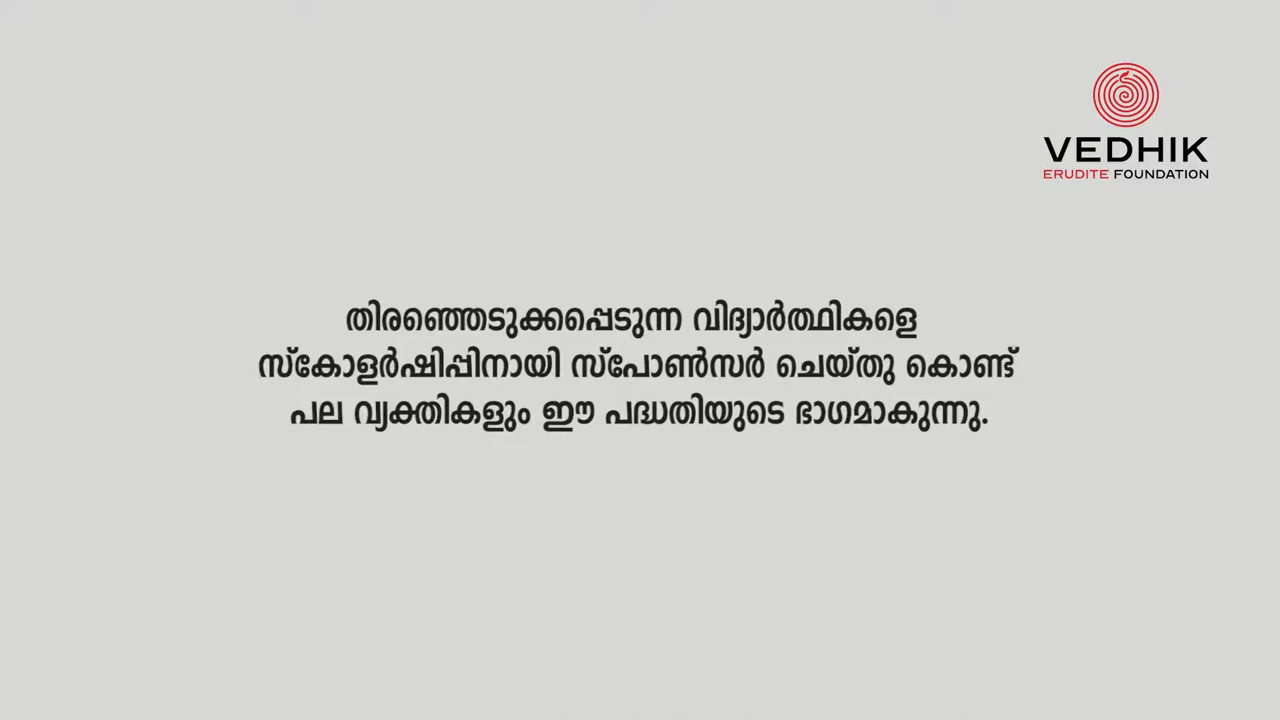 VEDHIK
ERUDITE FOUNDATION
തിരഞ്ഞെടുക്കപ്പെടുന്ന വിദ്യാർത്ഥികളെ
സ്കോളർഷിപ്പിനായി സ്പോൺസർ ചെയ്തു കൊണ്ട്
പല വ്യക്തികളും ഈ പദ്ധതിയുടെ ഭാഗമാകുന്നു.